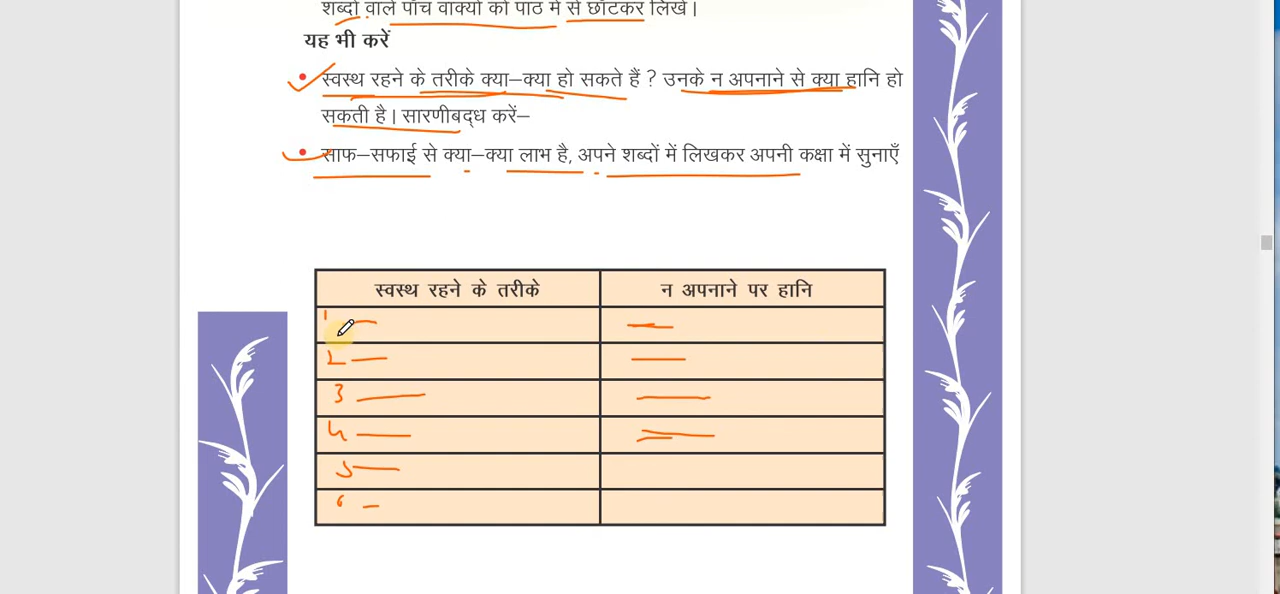 शब्दों वाले पाँच वाक्यों को पाठ में से छाँटकर लिखें।
यह भी करें
• स्वस्थ रहने के तरीके क्या–क्या हो सकते हैं ? उनके न अपनाने से क्या हानि हो
सकती है। सारणीबद्ध करें–
• साफ–सफाई से क्या–क्या लाभ है, अपने शब्दों में लिखकर अपनी कक्षा में सुनाएँ
स्वस्थ रहने के तरीके न अपनाने पर हानि
1
2
3
4
5
6